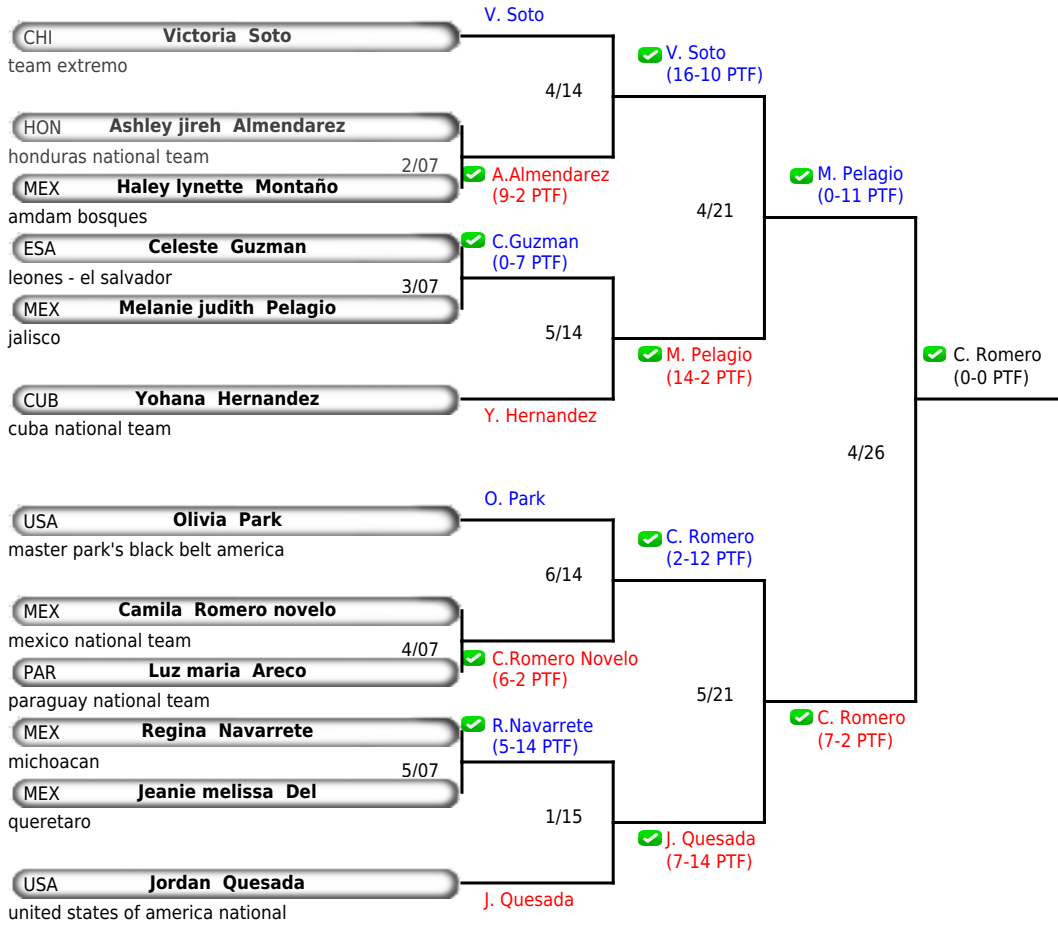 V. Soto
CHI Victoria Soto
team extremo
V. Soto
(16-10 PTF)
4/14
HON Ashley jireh Almendarez
honduras national team
2/07
A.Almendarez
(9-2 PTF)
MEX Haley lynette Montaño
amdam bosques
M. Pelagio
(0-11 PTF)
4/21
ESA Celeste Guzman
leones - el salvador
C.Guzman
(0-7 PTF)
3/07
MEX Melanie judith Pelagio
jalisco
5/14
M. Pelagio
(14-2 PTF)
C. Romero
(0-0 PTF)
CUB Yohana Hernandez
cuba national team
Y. Hernandez
4/26
O. Park
USA Olivia Park
master park's black belt america
C. Romero
(2-12 PTF)
6/14
MEX Camila Romero novelo
mexico national team
4/07
C.Romero Novelo
(6-2 PTF)
PAR Luz maria Areco
paraguay national team
5/21
C. Romero
(7-2 PTF)
MEX Regina Navarrete
michoacan
R.Navarrete
(5-14 PTF)
5/07
MEX Jeanie melissa Del
queretaro
1/15
J. Quesada
(7-14 PTF)
USA Jordan Quesada
united states of america national
J. Quesada